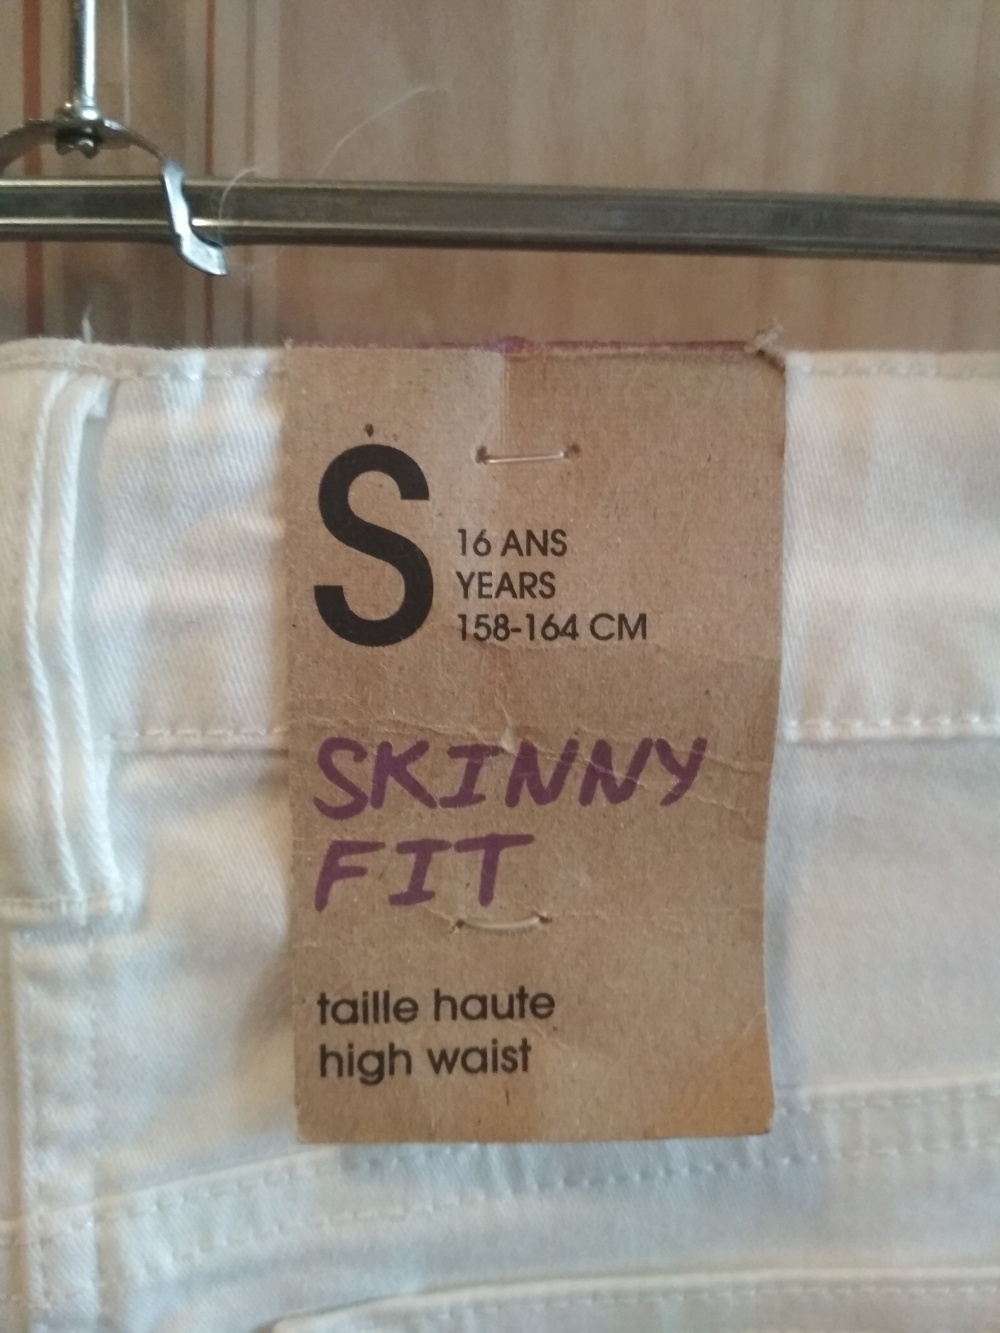 S
16 ANS
YEARS
158-164 CM
SKINNY
FIT
taille haute
high waist